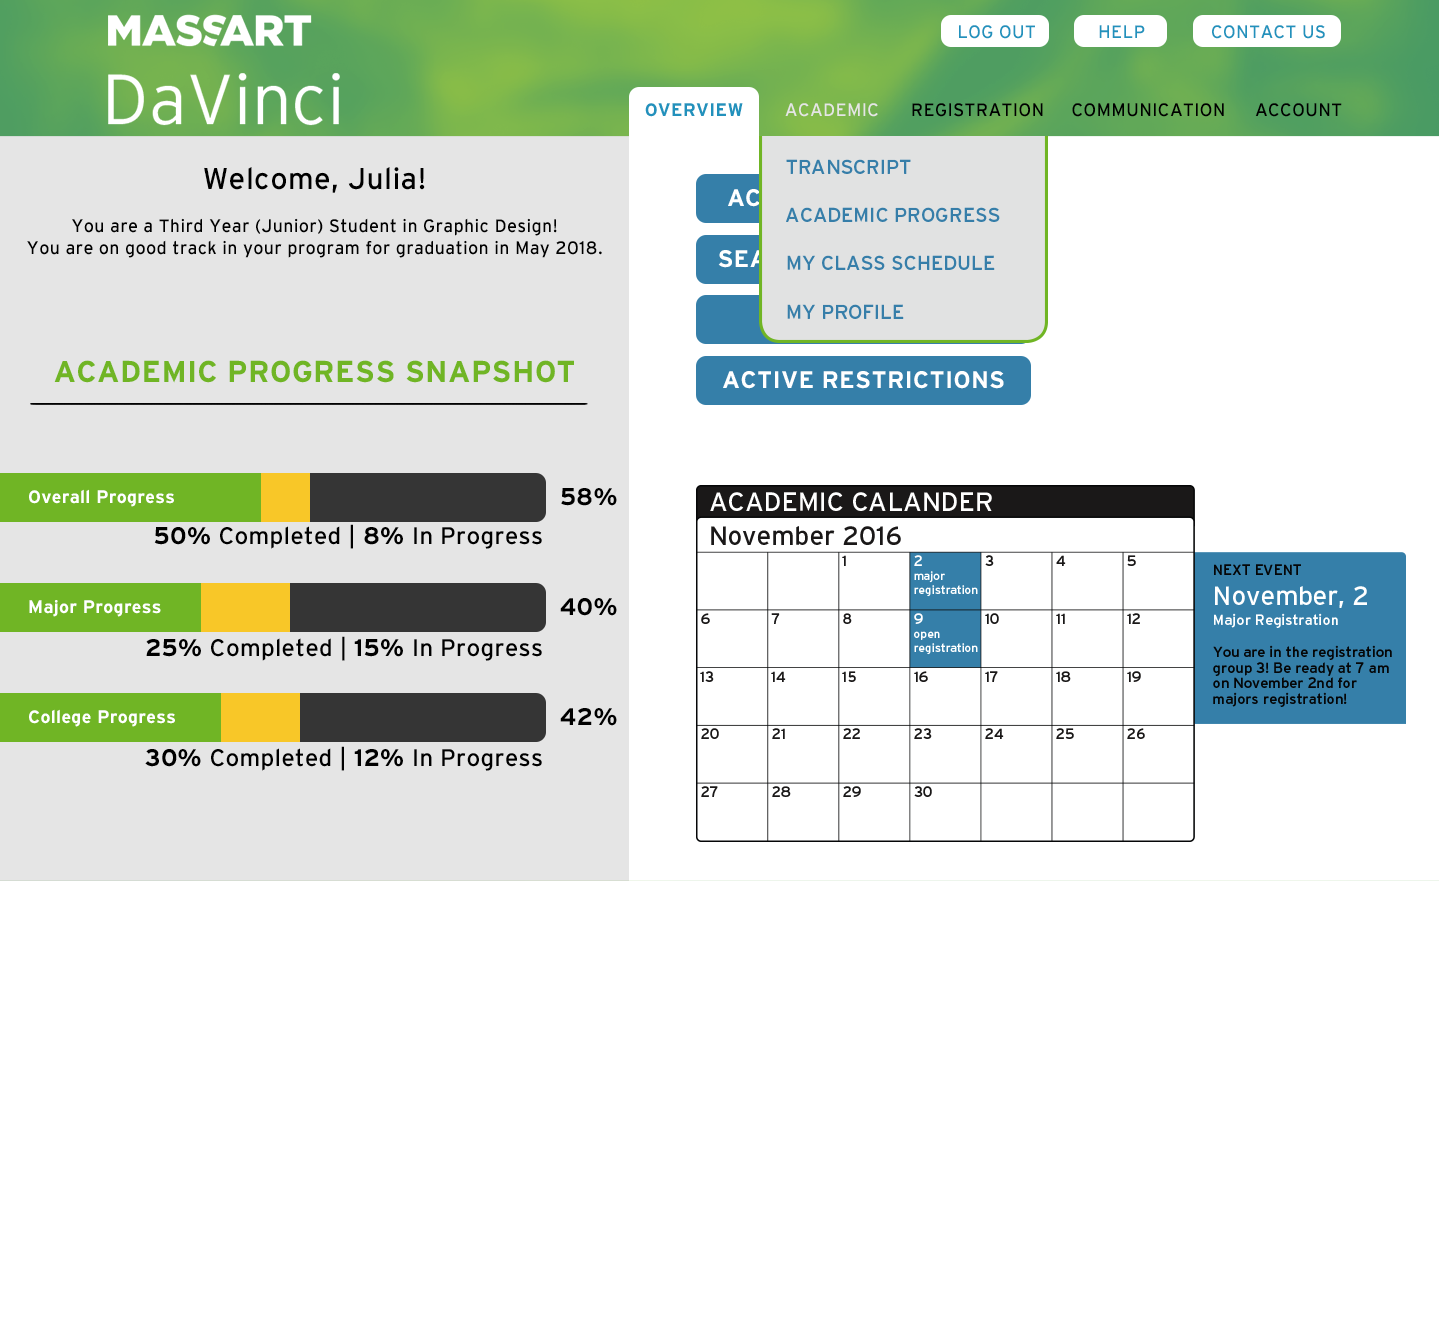 MASSART
DaVinci
LOG OUT
HELP
CONTACT US
OVERVIEW
ACADEMIC
REGISTRATION
COMMUNICATION
ACCOUNT
Welcome, Julia!
You are a Third Year (Junior) Student in Graphic Design!
You are on good track in your program for graduation in May 2018.
ACADEMIC PROGRESS SNAPSHOT
Overall Progress
58%
50% Completed | 8% In Progress
Major Progress
40%
25% Completed | 15% In Progress
College Progress
42%
30% Completed | 12% In Progress
TRANSCRIPT
ACADEMIC PROGRESS
MY CLASS SCHEDULE
MY PROFILE
ACTIVE RESTRICTIONS
ACADEMIC CALANDER
November 2016
1 2 3 4 5
major
registration
6 7 8 9 10 11 12
open
registration
13 14 15 16 17 18 19
20 21 22 23 24 25 26
27 28 29 30
NEXT EVENT
November, 2
Major Registration
You are in the registration
group 3! Be ready at 7 am
on November 2nd for
majors registration!